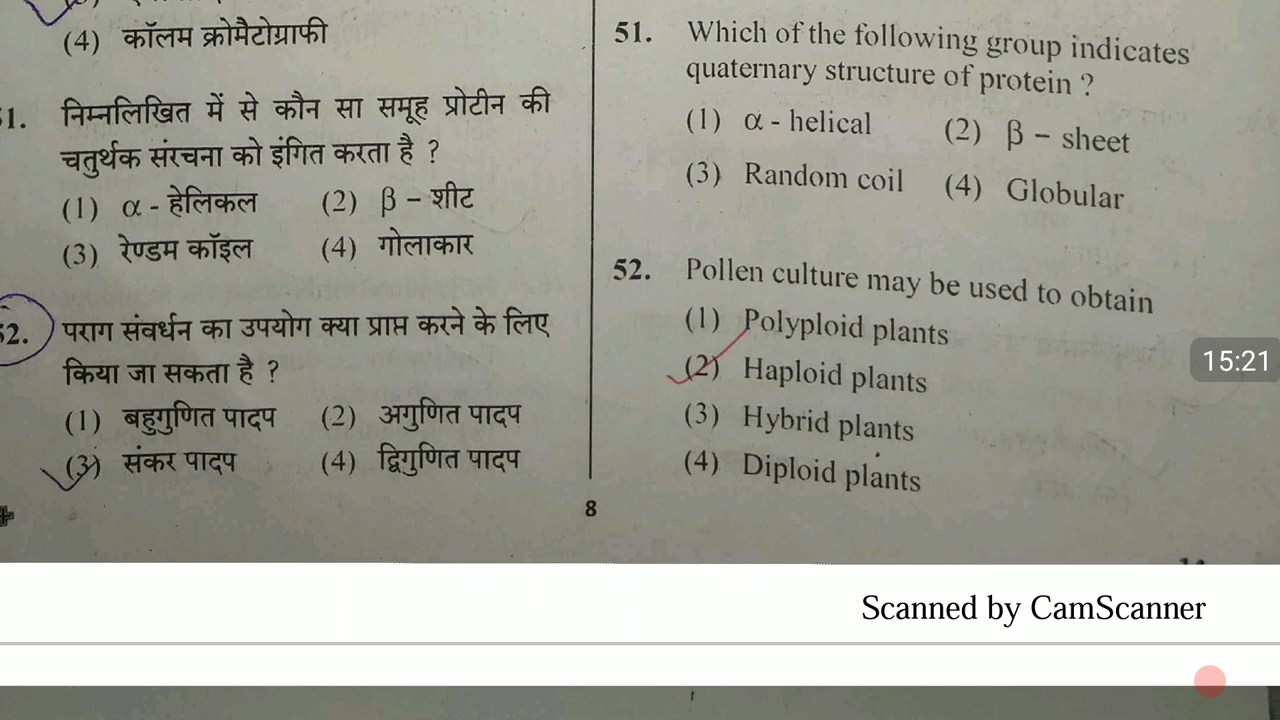 (4) कॉलम क्रोमैटोग्राफी
51. निम्नलिखित में से कौन सा समूह प्रोटीन की
चतुर्थक संरचना को इंगित करता है ?
(1) α - हेलिकल (2) β – शीट
(3) रेण्डम कॉइल (4) गोलाकार
52. पराग संवर्धन का उपयोग क्या प्राप्त करने के लिए
किया जा सकता है ?
(1) बहुगुणित पादप (2) अगुणित पादप
(3) संकर पादप (4) द्विगुणित पादप
51. Which of the following group indicates
quaternary structure of protein ?
(1) α - helical (2) β – sheet
(3) Random coil (4) Globular
52. Pollen culture may be used to obtain
(1) Polyploid plants
(2) Haploid plants
(3) Hybrid plants
(4) Diploid plants
15:21
8
Scanned by CamScanner